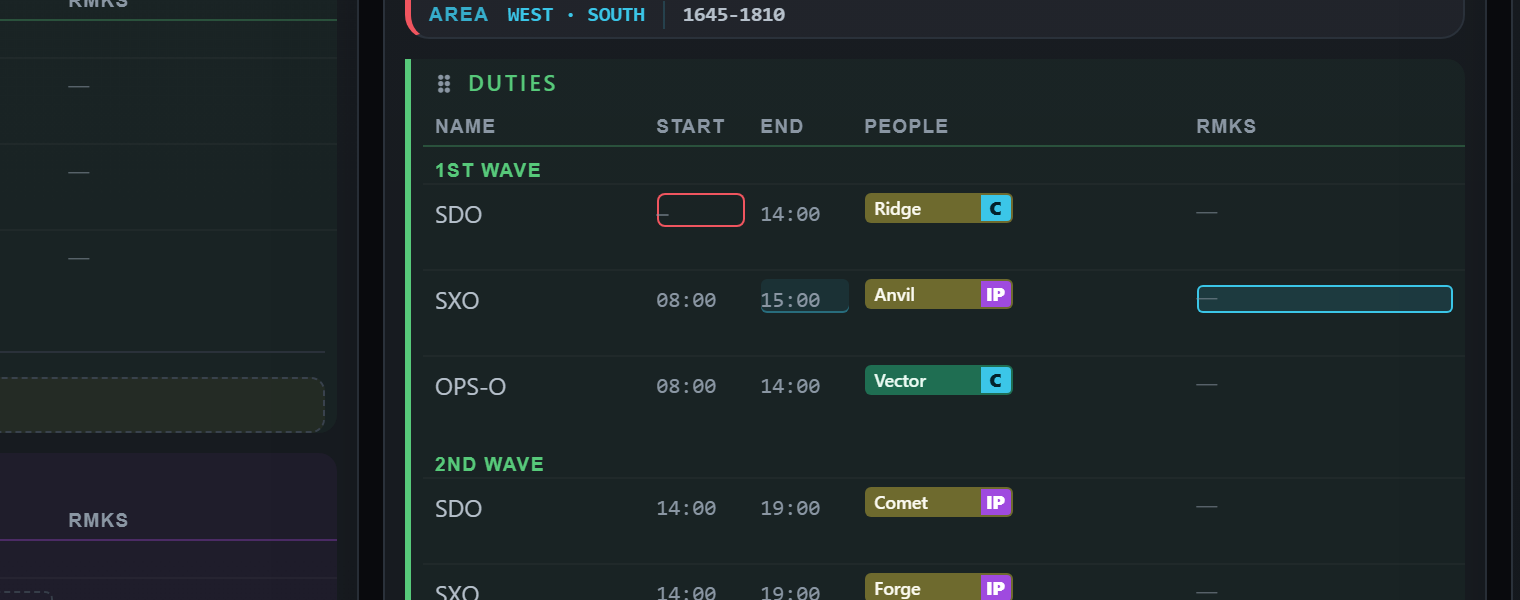 RMKS
—
—
—
RMKS
AREA WEST · SOUTH 1645-1810
DUTIES
NAME START END PEOPLE RMKS
1ST WAVE
SDO — 14:00 Ridge C —
SXO 08:00 15:00 Anvil IP —
OPS-O 08:00 14:00 Vector C —
2ND WAVE
SDO 14:00 19:00 Comet IP —
SXO 14:00 19:00 Forge IP —